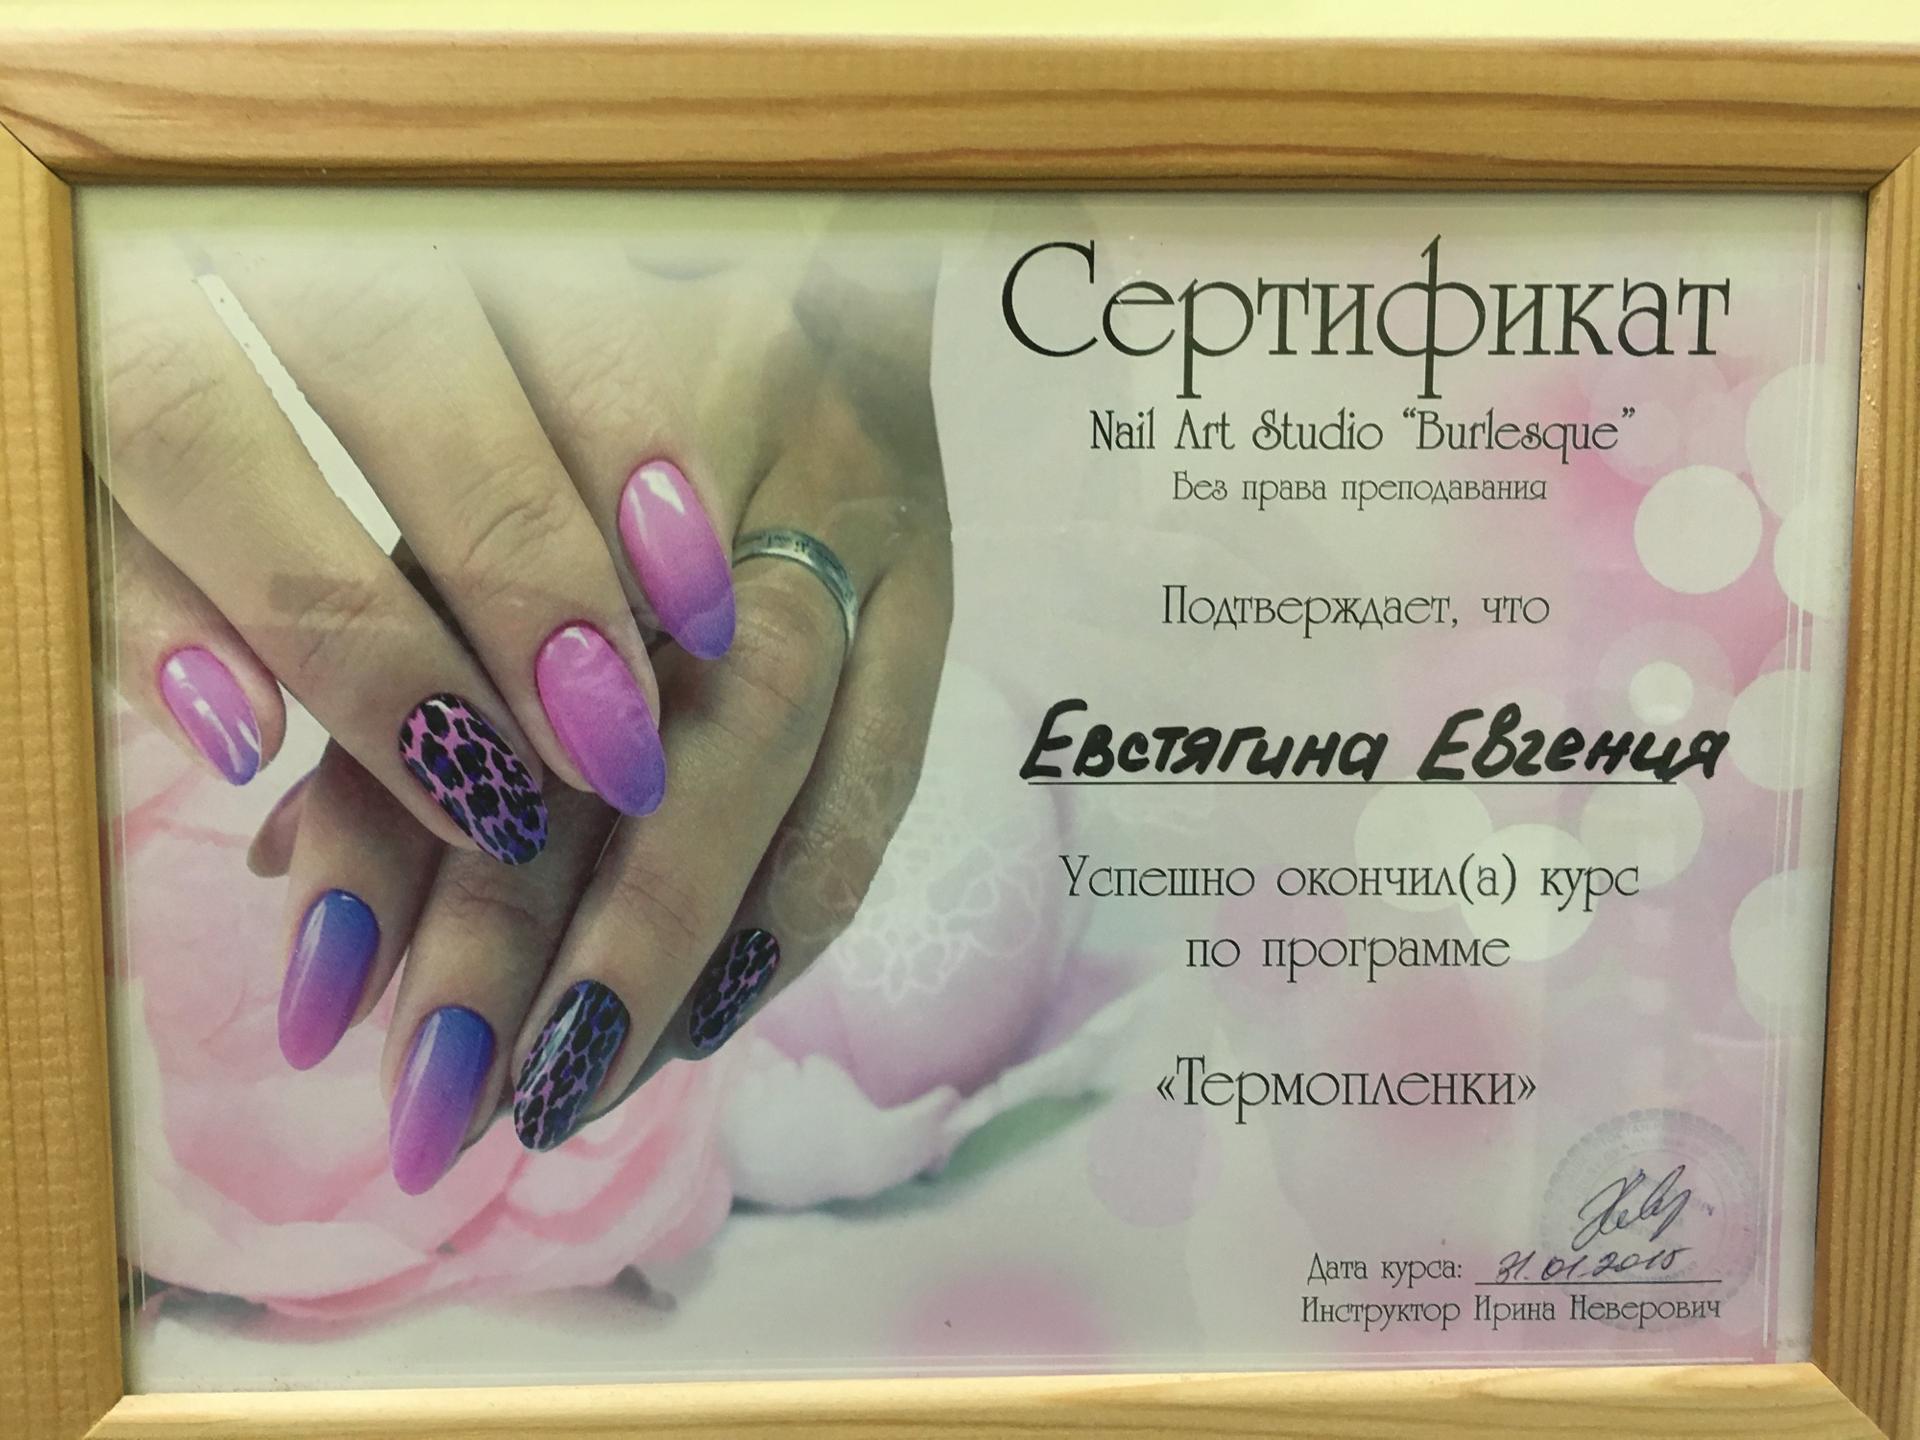 Сертификат
Nail Art Studio “Burlesque”
Без права преподавания
Подтверждает, что
Евстягина Евгения
Успешно окончил(а) курс
по программе
«Термопленки»
Дата курса: 31.01.2015
Инструктор Ирина Неверович